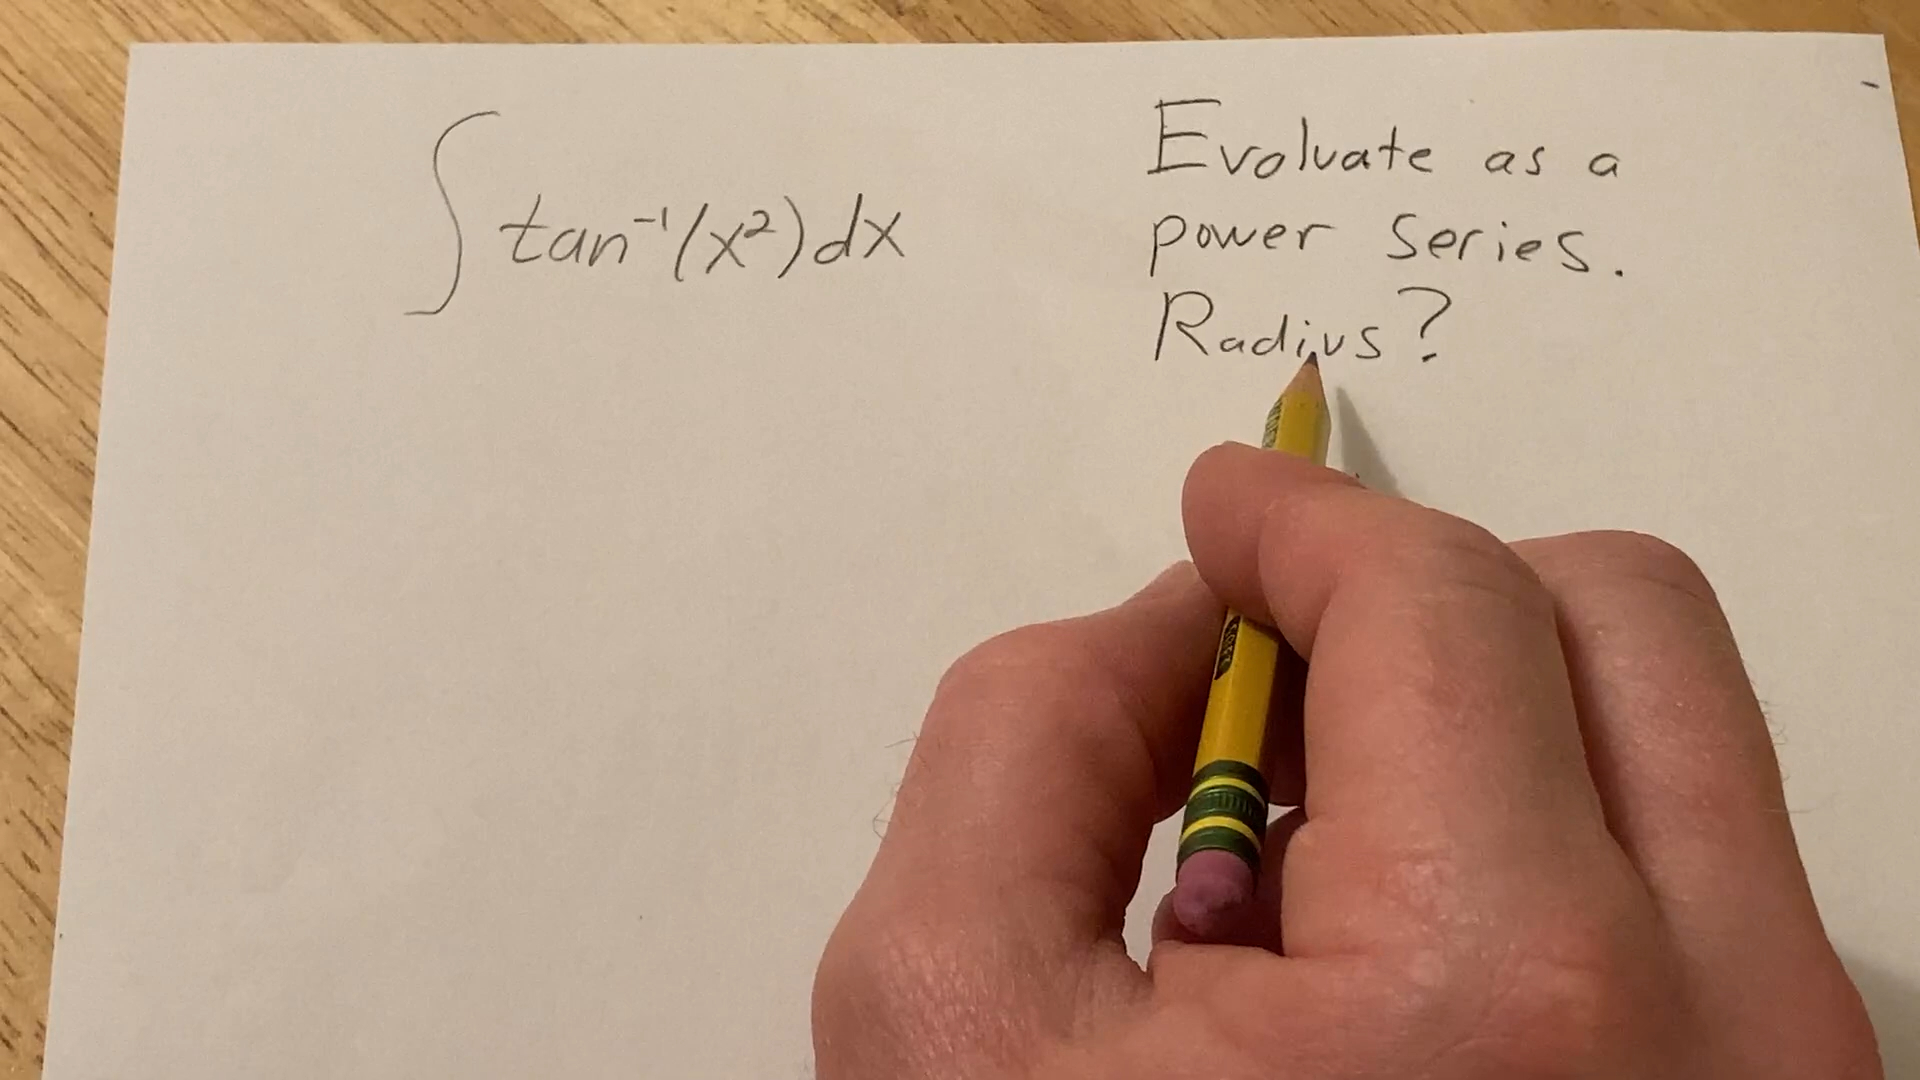 ∫ tan⁻¹(x²)dx
Evaluate as a
power series.
Radius?